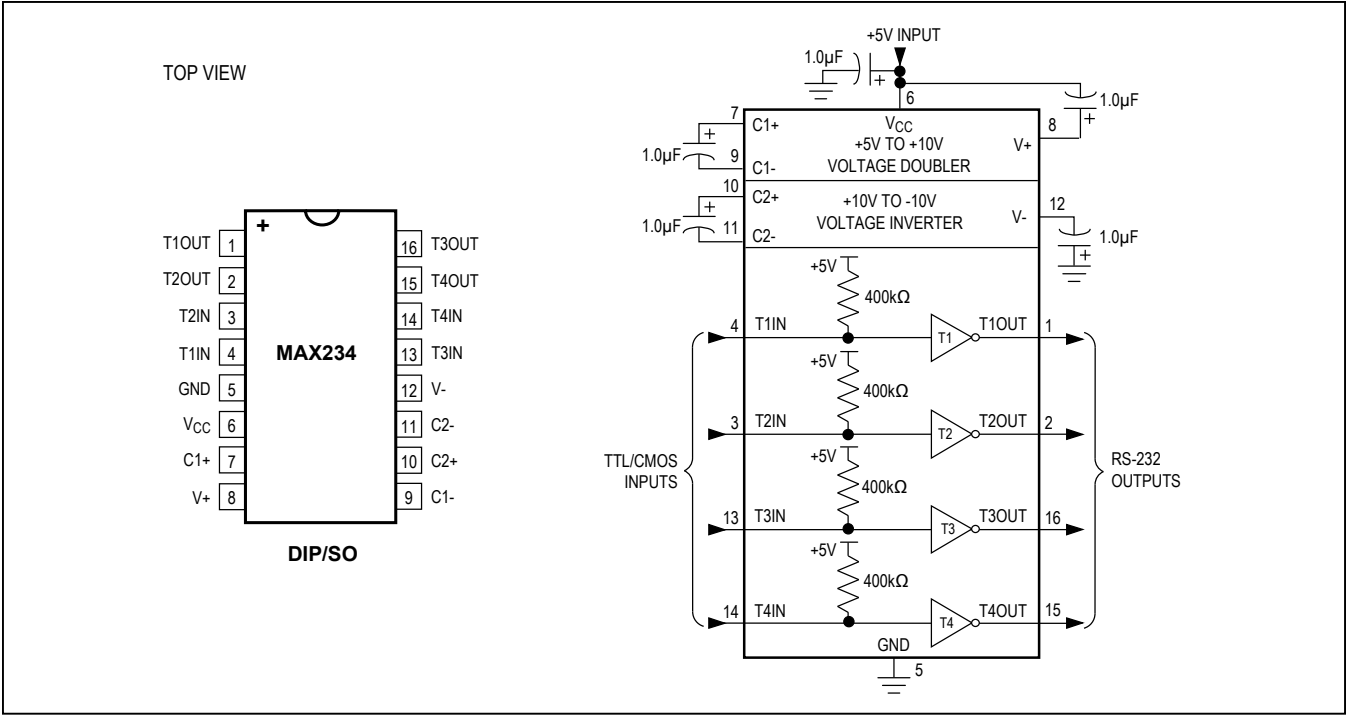 TOP VIEW
+
MAX234
T1OUT 1
T2OUT 2
T2IN 3
T1IN 4
GND 5
VCC 6
C1+ 7
V+ 8
16 T3OUT
15 T4OUT
14 T4IN
13 T3IN
12 V-
11 C2-
10 C2+
9 C1-
DIP/SO
+5V INPUT
1.0µF
+
6
1.0µF
+
7
C1+
VCC
+5V TO +10V
VOLTAGE DOUBLER
V+
8
+
1.0µF
9
C1-
10
C2+
+10V TO -10V
VOLTAGE INVERTER
V-
12
+
1.0µF
11
C2-
1.0µF
+
+5V
400kΩ
4
T1IN
T1
T1OUT
1
+5V
400kΩ
3
T2IN
T2
T2OUT
2
+5V
TTL/CMOS
INPUTS
RS-232
OUTPUTS
400kΩ
13
T3IN
T3
T3OUT
16
+5V
400kΩ
14
T4IN
T4
T4OUT
15
GND
5